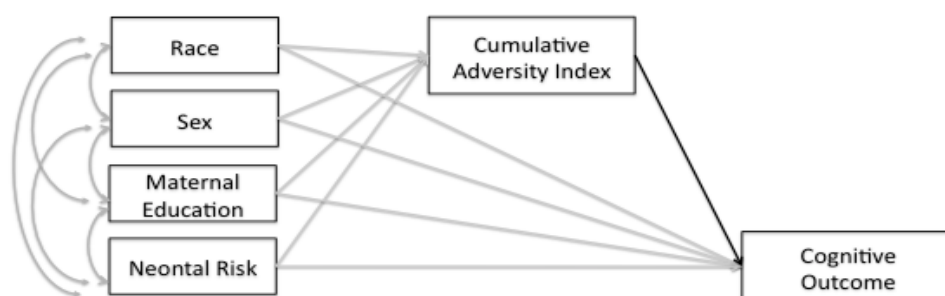 Race
Cumulative
Adversity Index
Sex
Maternal
Education
Neontal Risk
Cognitive
Outcome